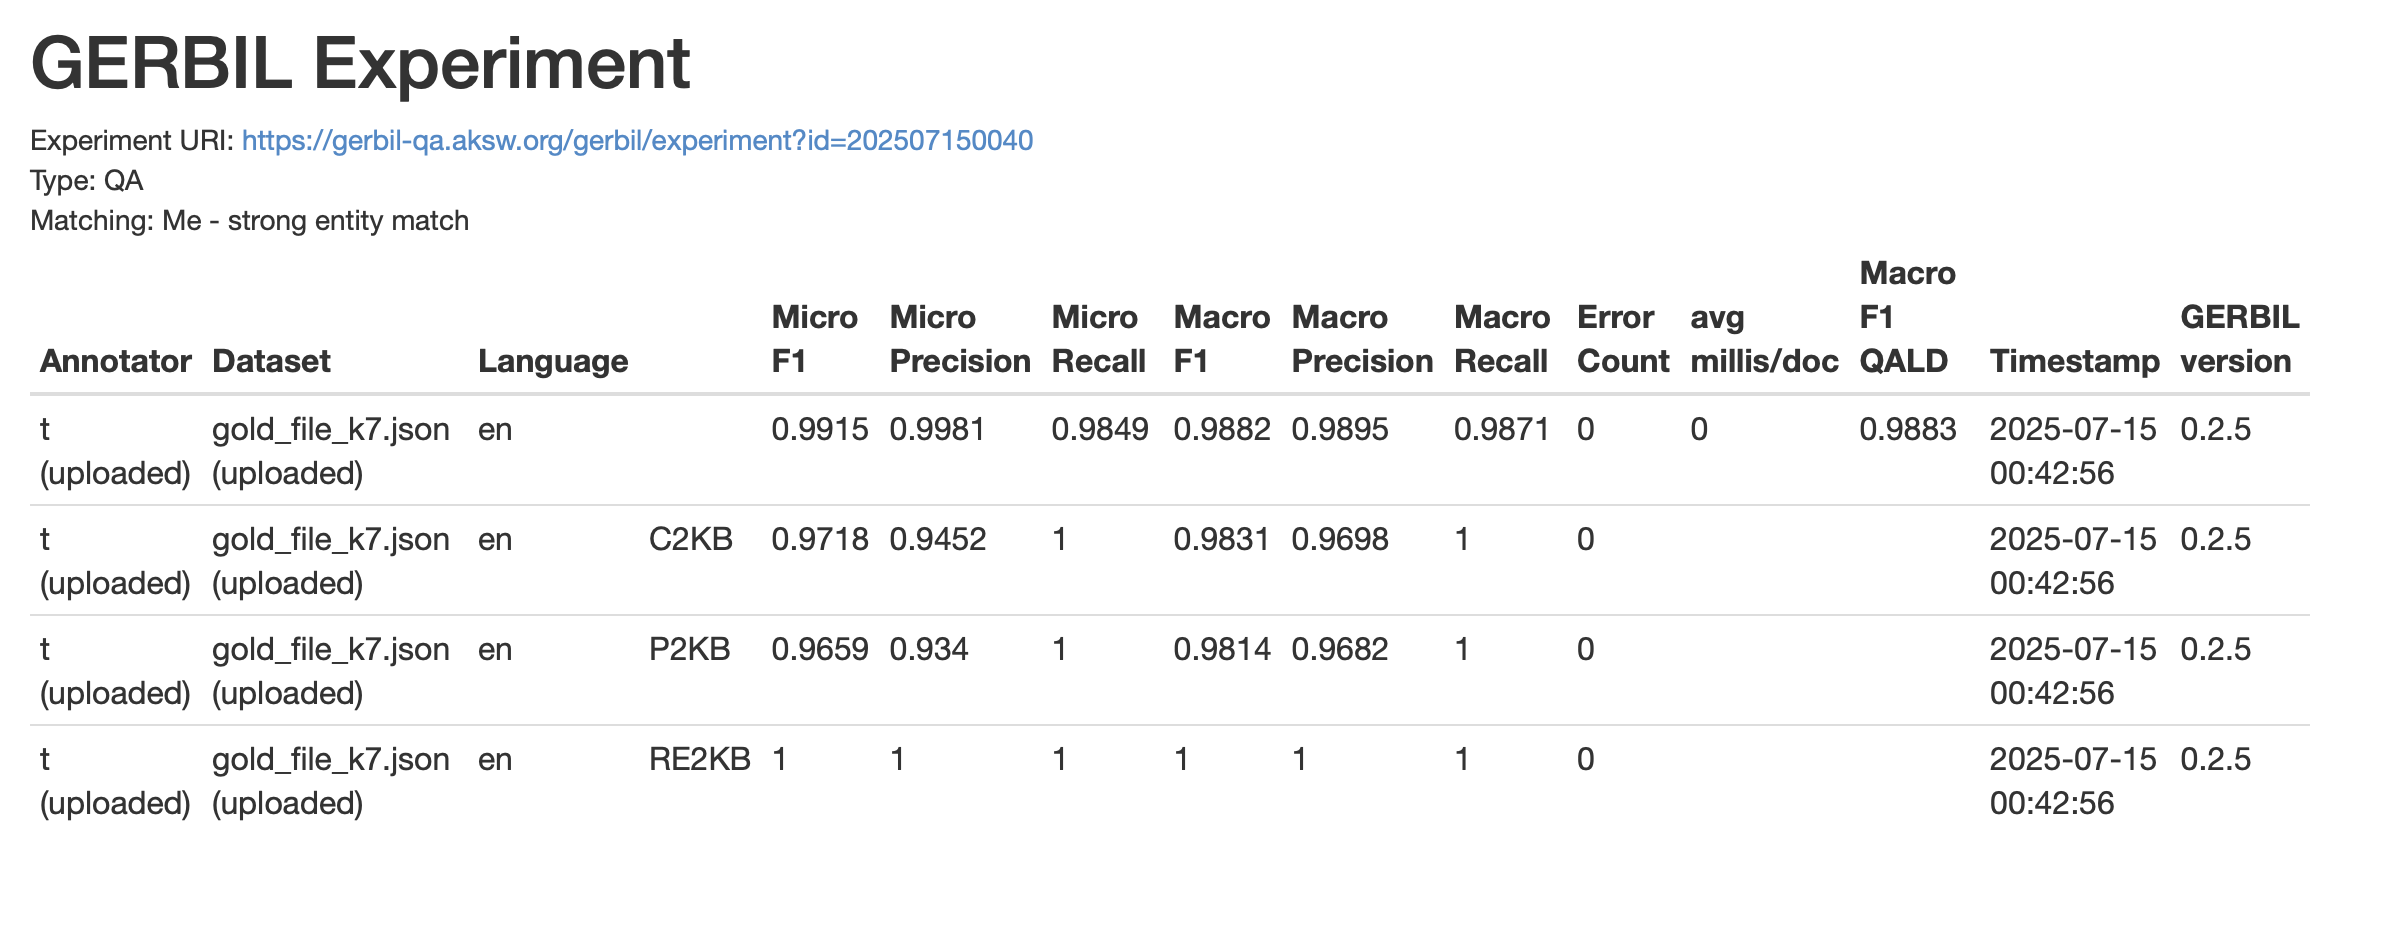 GERBIL Experiment
Experiment URI: https://gerbil-qa.aksw.org/gerbil/experiment?id=202507150040
Type: QA
Matching: Me - strong entity match
Annotator Dataset Language Micro F1 Micro Precision Micro Recall Macro F1 Macro Precision Macro Recall Error Count avg millis/doc Macro F1 QALD Timestamp GERBIL version
t (uploaded) gold_file_k7.json (uploaded) en 0.9915 0.9981 0.9849 0.9882 0.9895 0.9871 0 0 0.9883 2025-07-15 00:42:56 0.2.5
t (uploaded) gold_file_k7.json (uploaded) en C2KB 0.9718 0.9452 1 0.9831 0.9698 1 0 2025-07-15 00:42:56 0.2.5
t (uploaded) gold_file_k7.json (uploaded) en P2KB 0.9659 0.934 1 0.9814 0.9682 1 0 2025-07-15 00:42:56 0.2.5
t (uploaded) gold_file_k7.json (uploaded) en RE2KB 1 1 1 1 1 1 0 2025-07-15 00:42:56 0.2.5